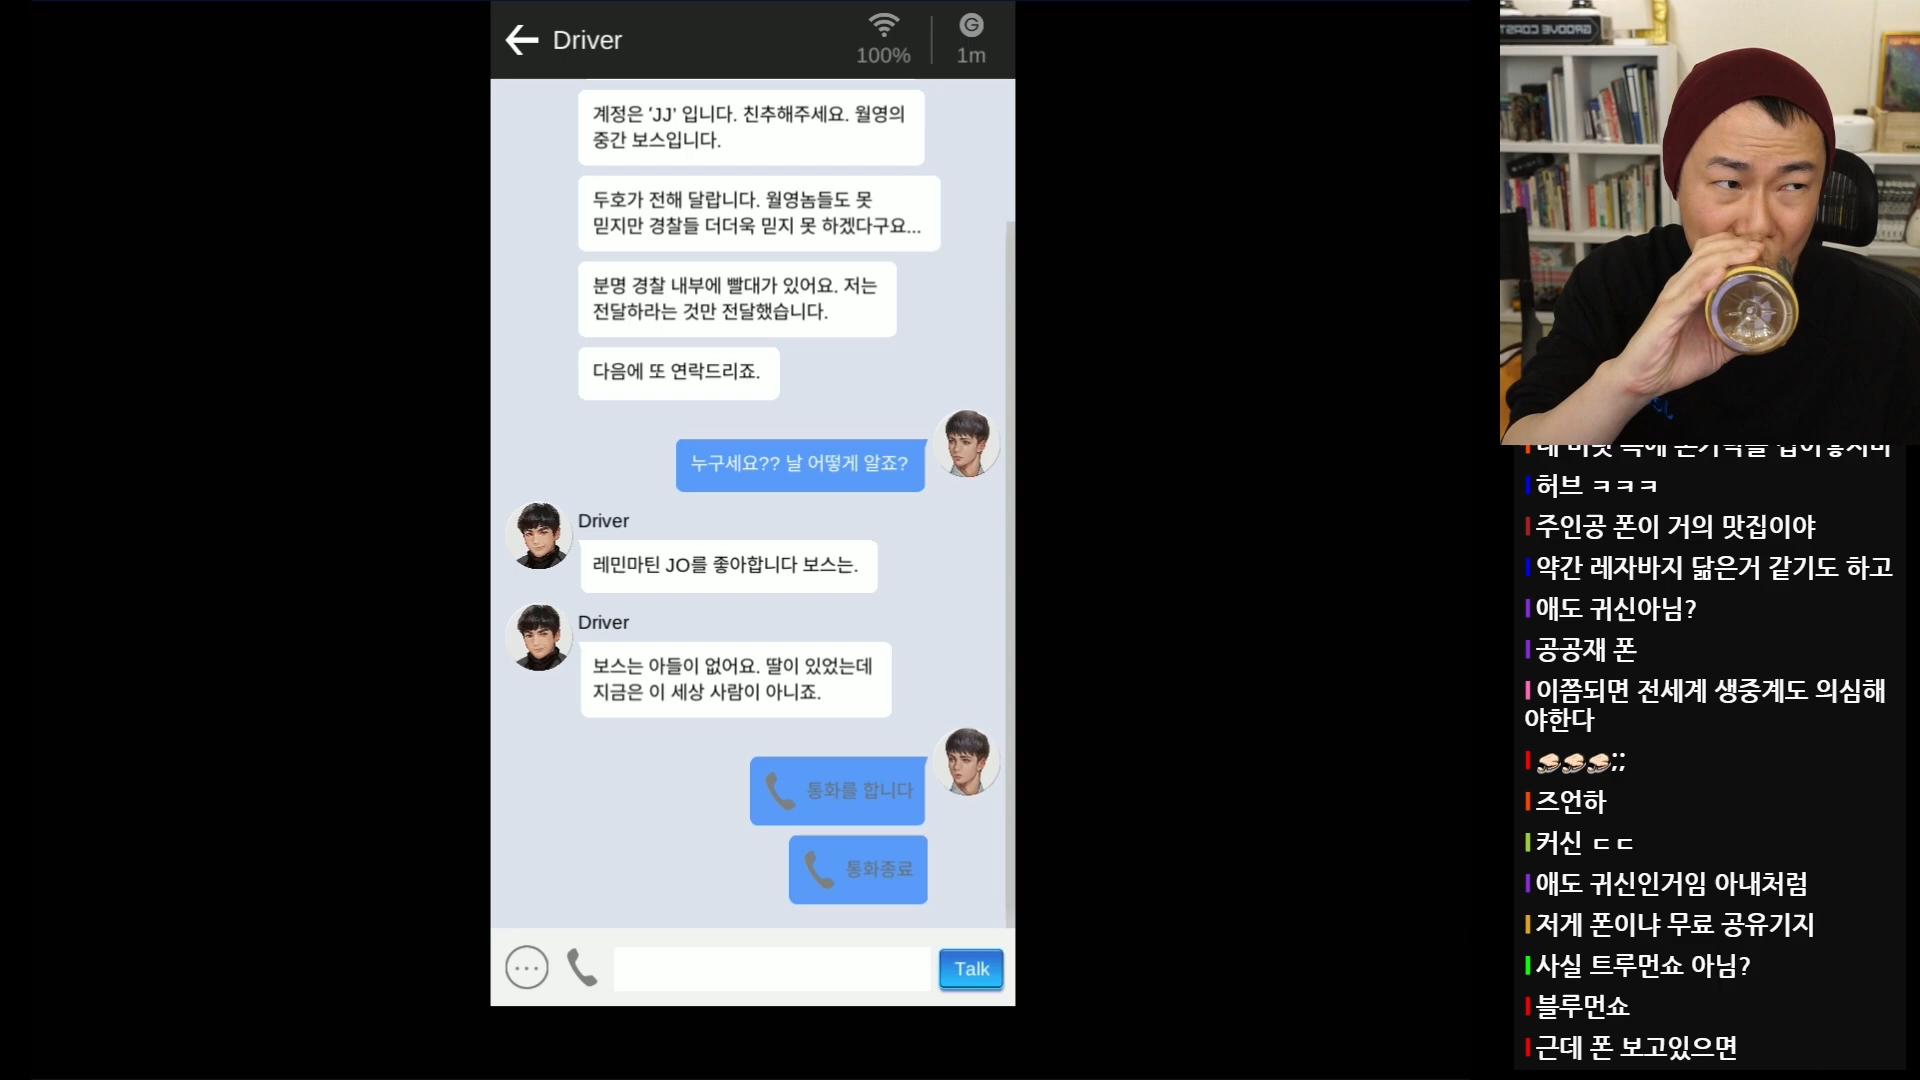 Driver
100%
G
1m
계정은 ‘JJ’ 입니다. 친추해주세요. 월영의
중간 보스입니다.
두호가 전해 달랍니다. 월영놈들도 못
믿지만 경찰들 더더욱 믿지 못 하겠다구요...
분명 경찰 내부에 빨대가 있어요. 저는
전달하라는 것만 전달했습니다.
다음에 또 연락드리죠.
누구세요?? 날 어떻게 알죠?
Driver
레민마틴 JO를 좋아합니다 보스는.
Driver
보스는 아들이 없어요. 딸이 있었는데
지금은 이 세상 사람이 아니죠.
통화를 합니다
통화종료
Talk
GROOVE COAST
허브 ㅋㅋㅋ
주인공 폰이 거의 맛집이야
약간 레자바지 닮은거 같기도 하고
애도 귀신아님?
공공재 폰
이쯤되면 전세계 생중계도 의심해
야한다
;;
즈언하
커신 ㄷㄷ
애도 귀신인거임 아내처럼
저게 폰이냐 무료 공유기지
사실 트루먼쇼 아님?
블루먼쇼
근데 폰 보고있으면